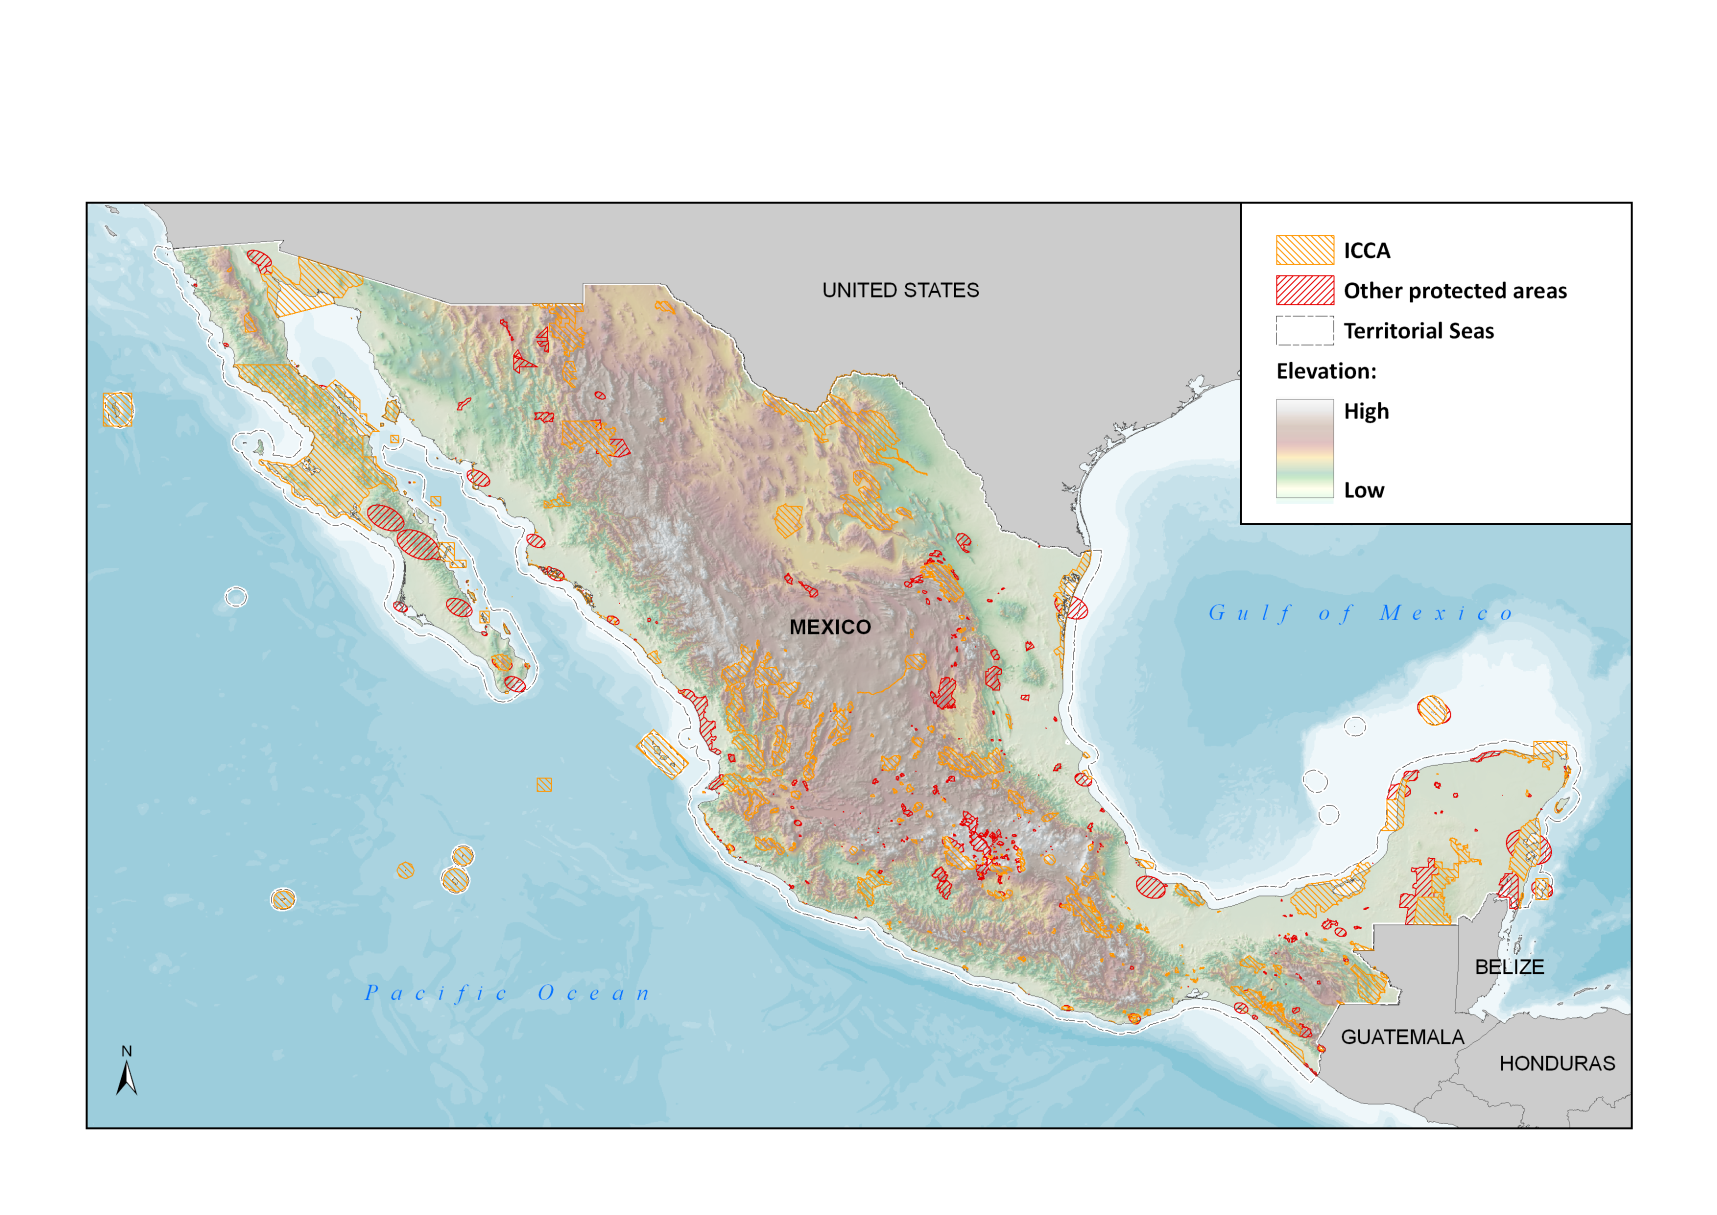 UNITED STATES
ICCA
Other protected areas
Territorial Seas
Elevation:
High
Low
MEXICO
Gulf of Mexico
Pacific Ocean
BELIZE
GUATEMALA
HONDURAS
N